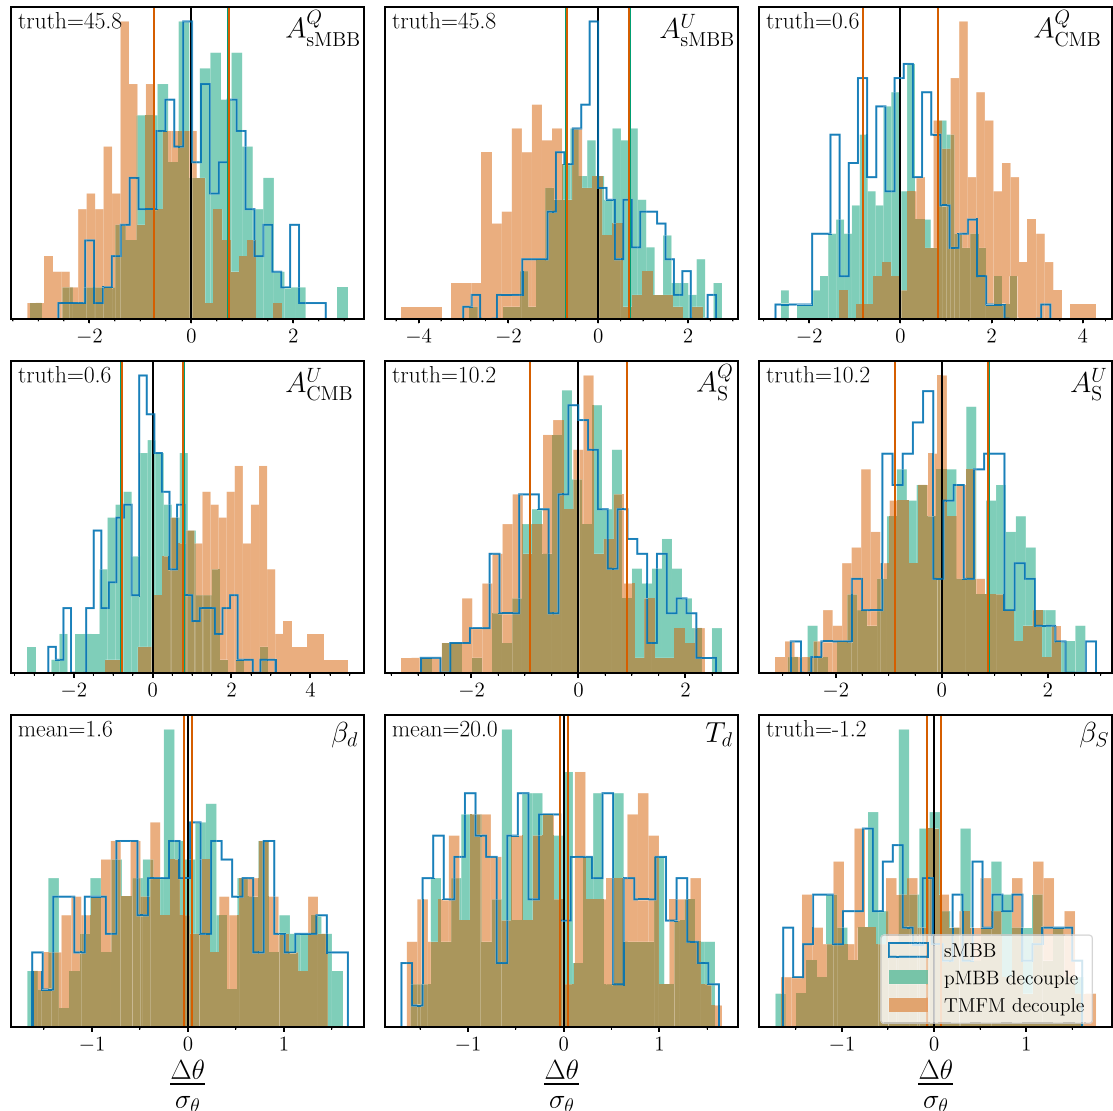 truth=45.8 A^Q_sMBB
truth=45.8 A^U_sMBB
truth=0.6 A^Q_CMB
−2 0 2
−4 −2 0 2
−2 0 2 4
truth=0.6 A^U_CMB
truth=10.2 A^Q_S
truth=10.2 A^U_S
−2 0 2 4
−2 0 2
−2 0 2
mean=1.6 β_d
mean=20.0 T_d
truth=-1.2 β_S
sMBB
pMBB decouple
TMFM decouple
−1 0 1
−1 0 1
−1 0 1
Δθ/σ_θ
Δθ/σ_θ
Δθ/σ_θ